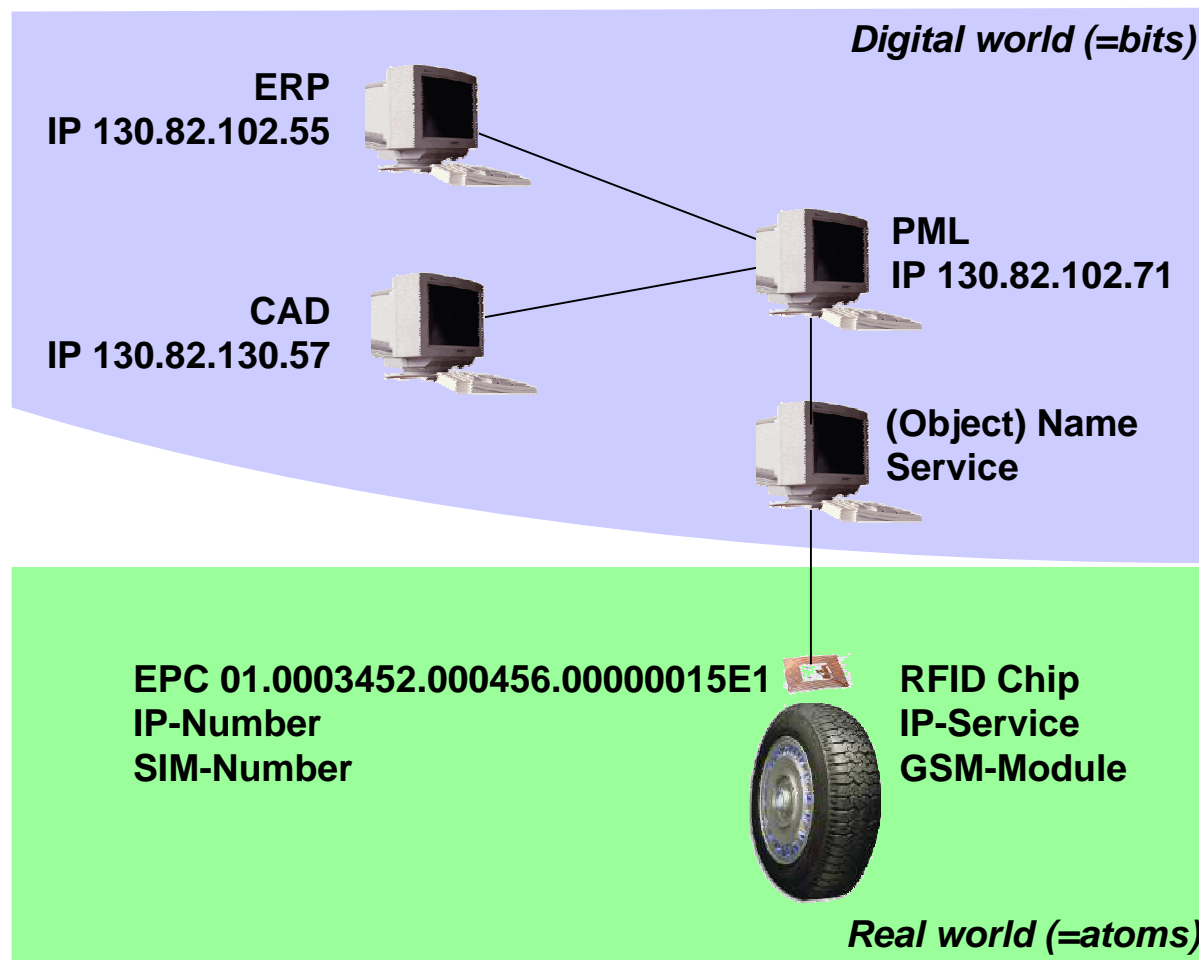 Digital world (=bits)
ERP
IP 130.82.102.55
PML
IP 130.82.102.71
CAD
IP 130.82.130.57
(Object) Name
Service
EPC 01.0003452.000456.00000015E1
IP-Number
SIM-Number
RFID Chip
IP-Service
GSM-Module
Real world (=atoms)